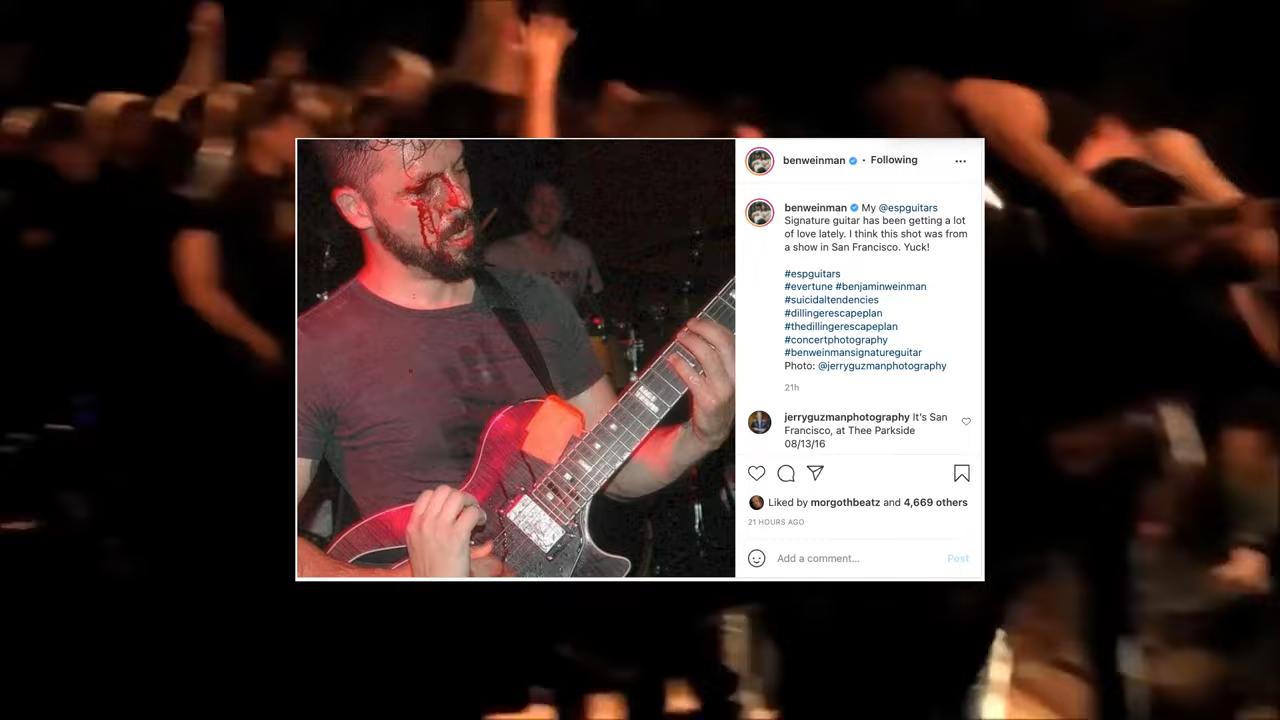 benweinman • Following
benweinman My @espguitars
Signature guitar has been getting a lot
of love lately. I think this shot was from
a show in San Francisco. Yuck!
#espguitars
#evertune #benjaminweinman
#suicidaltendencies
#dillingerescapeplan
#thedillingerescapeplan
#concertphotography
#benweinmansignatureguitar
Photo: @jerryguzmanphotography
21h
jerryguzmanphotography It's San
Francisco, at Thee Parkside
08/13/16
Liked by morgothbeatz and 4,669 others
21 HOURS AGO
Add a comment...
Post